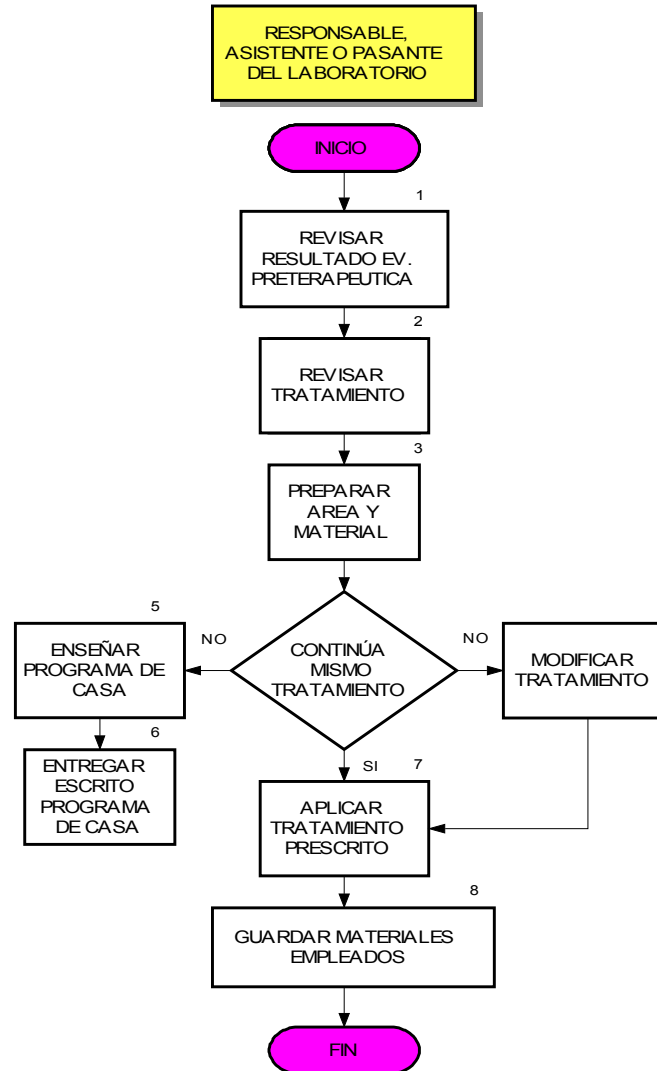 RESPONSABLE,
ASISTENTE O PASANTE
DEL LABORATORIO
INICIO
1
REVISAR
RESULTADO EV.
PRETERAPEUTICA
2
REVISAR
TRATAMIENTO
3
PREPARAR
AREA Y
MATERIAL
5
ENSEÑAR
PROGRAMA DE
CASA
NO
CONTINÚA
MISMO
TRATAMIENTO
NO
MODIFICAR
TRATAMIENTO
6
ENTREGAR
ESCRITO
PROGRAMA
DE CASA
SI
7
APLICAR
TRATAMIENTO
PRESCRITO
8
GUARDAR MATERIALES
EMPLEADOS
FIN